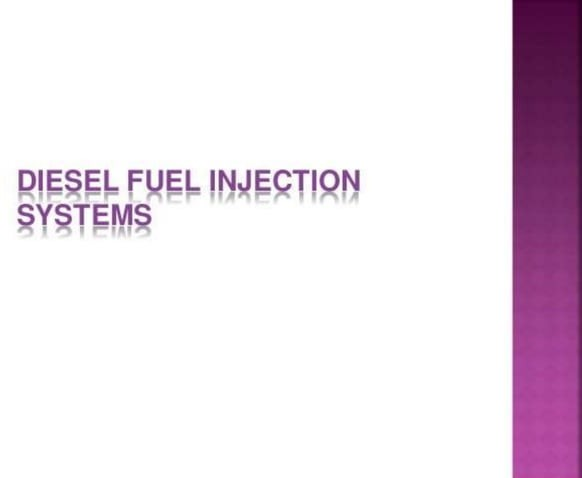 DIESEL FUEL INJECTION
SYSTEMS